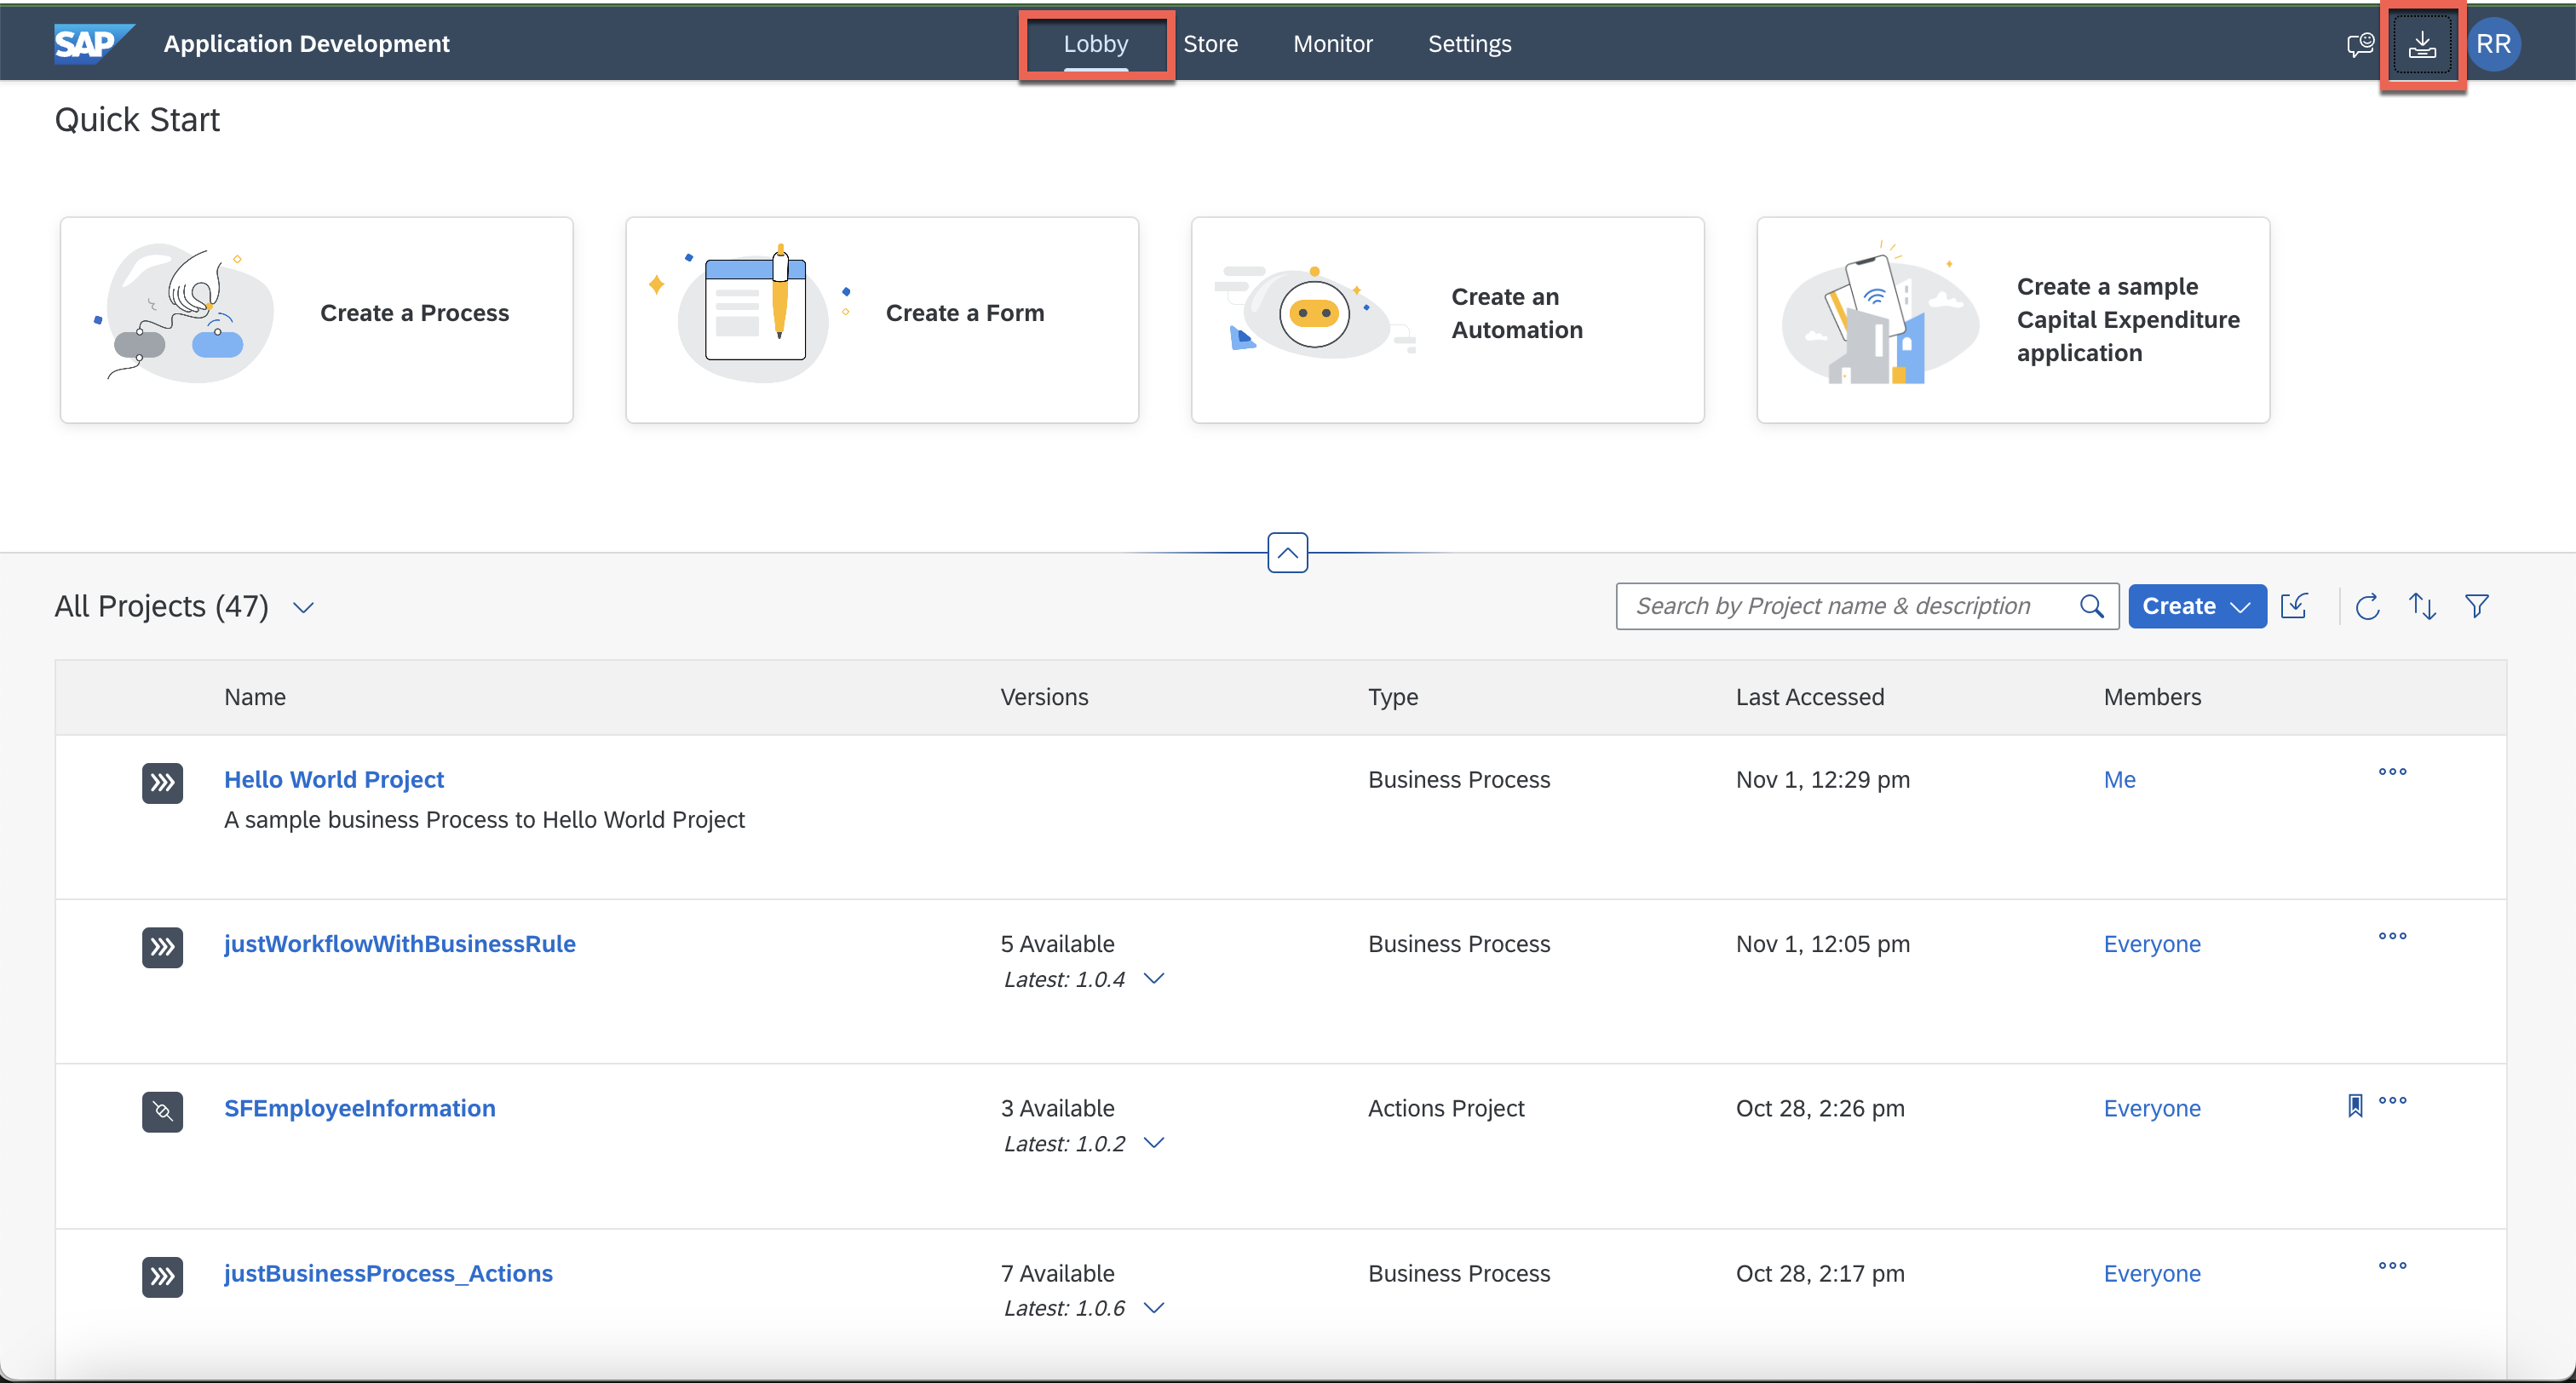 SAP Application Development Lobby Store Monitor Settings RR
Quick Start
Create a Process
Create a Form
Create an
Automation
Create a sample
Capital Expenditure
application
All Projects (47) Search by Project name & description Create
Name Versions Type Last Accessed Members
Hello World Project Business Process Nov 1, 12:29 pm Me
A sample business Process to Hello World Project
justWorkflowWithBusinessRule 5 Available Business Process Nov 1, 12:05 pm Everyone
Latest: 1.0.4
SFEmployeeInformation 3 Available Actions Project Oct 28, 2:26 pm Everyone
Latest: 1.0.2
justBusinessProcess_Actions 7 Available Business Process Oct 28, 2:17 pm Everyone
Latest: 1.0.6